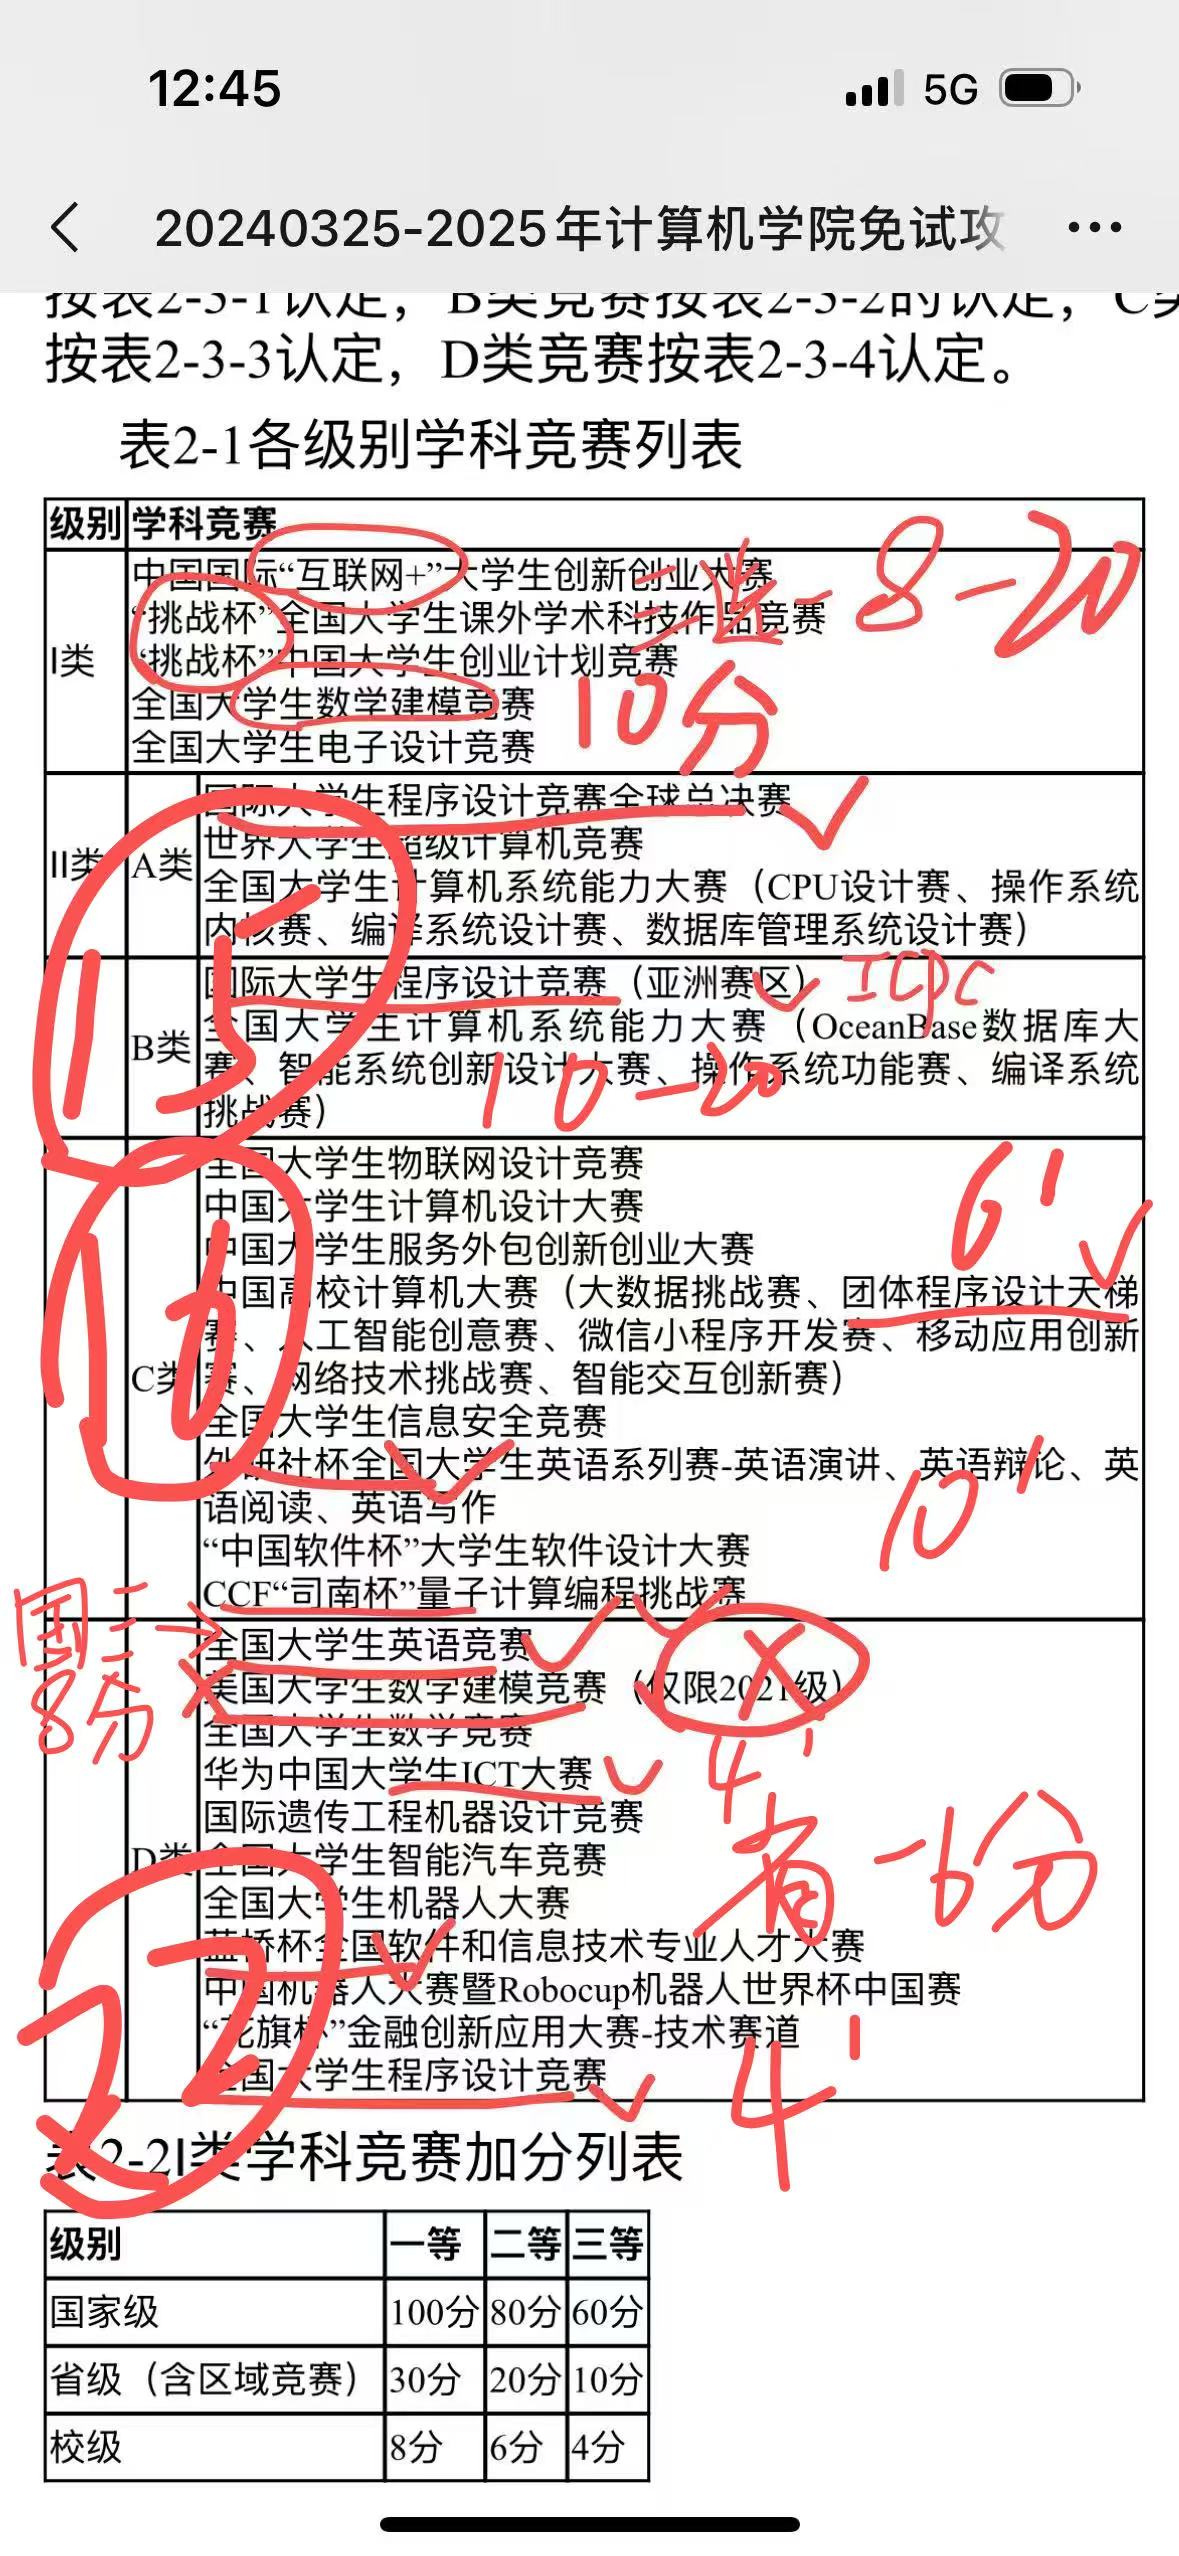 12:45
5G
20240325-2025年计算机学院免试攻
按表2-3-1认定，B类竞赛按表2-3-2的认定，C类
按表2-3-3认定，D类竞赛按表2-3-4认定。
表2-1各级别学科竞赛列表
级别 学科竞赛
I类
中国国际“互联网+”大学生创新创业大赛
“挑战杯”全国大学生课外学术科技作品竞赛
“挑战杯”中国大学生创业计划竞赛
全国大学生数学建模竞赛
全国大学生电子设计竞赛
8-20
10分
II类 A类
国际大学生程序设计竞赛全球总决赛
世界大学生超级计算机竞赛
全国大学生计算机系统能力大赛（CPU设计赛、操作系统
内核赛、编译系统设计赛、数据库管理系统设计赛）
15
B类
国际大学生程序设计竞赛（亚洲赛区）
ICPC
全国大学生计算机系统能力大赛（OceanBase数据库大
赛、智能系统创新设计大赛、操作系统功能赛、编译系统
挑战赛）
10-20
C类
全国大学生物联网设计竞赛
中国大学生计算机设计大赛
中国大学生服务外包创新创业大赛
中国高校计算机大赛（大数据挑战赛、团体程序设计天梯
赛、人工智能创意赛、微信小程序开发赛、移动应用创新
赛、网络技术挑战赛、智能交互创新赛）
全国大学生信息安全竞赛
外研社杯全国大学生英语系列赛-英语演讲、英语辩论、英
语阅读、英语写作
“中国软件杯”大学生软件设计大赛
CCF“司南杯”量子计算编程挑战赛
6'
10'
10
D类
全国大学生英语竞赛
美国大学生数学建模竞赛（仅限2021级）
全国大学生数学竞赛
华为中国大学生ICT大赛
国际遗传工程机器设计竞赛
全国大学生智能汽车竞赛
全国大学生机器人大赛
蓝桥杯全国软件和信息技术专业人才大赛
中国机器人大赛暨Robocup机器人世界杯中国赛
“花旗杯”金融创新应用大赛-技术赛道
全国大学生程序设计竞赛
国二
8分
4'
省-6分
4'
表2-2I类学科竞赛加分列表
级别 一等 二等 三等
国家级 100分 80分 60分
省级（含区域竞赛） 30分 20分 10分
校级 8分 6分 4分